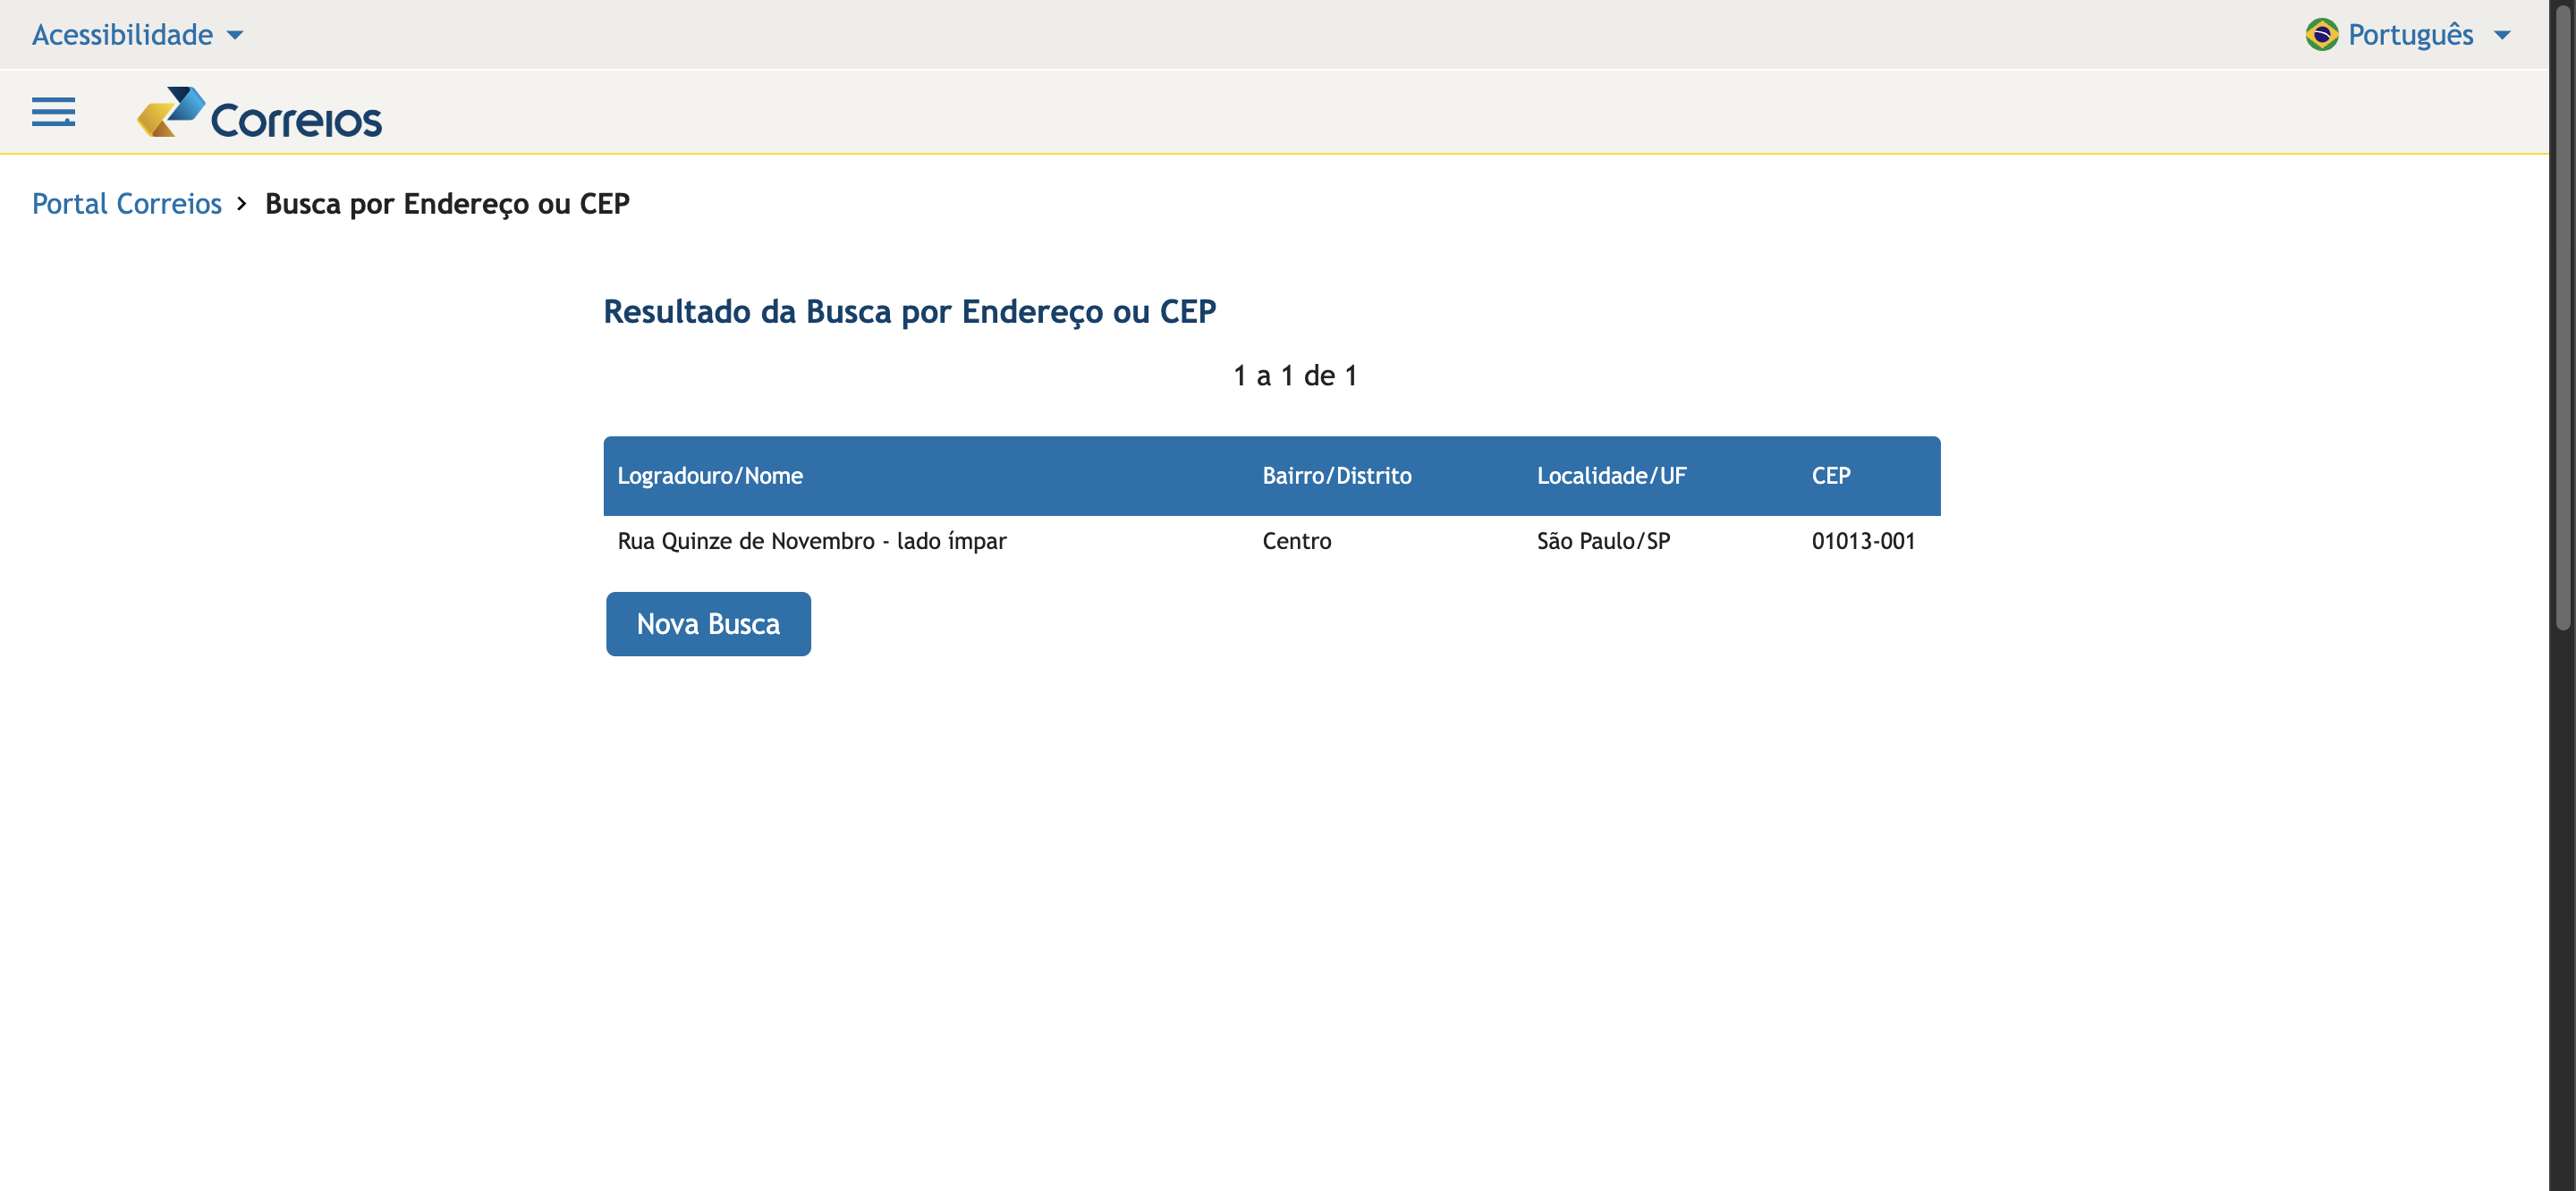 Acessibilidade Português
Correios
Portal Correios > Busca por Endereço ou CEP
Resultado da Busca por Endereço ou CEP
1 a 1 de 1
Logradouro/Nome Bairro/Distrito Localidade/UF CEP
Rua Quinze de Novembro - lado ímpar Centro São Paulo/SP 01013-001
Nova Busca